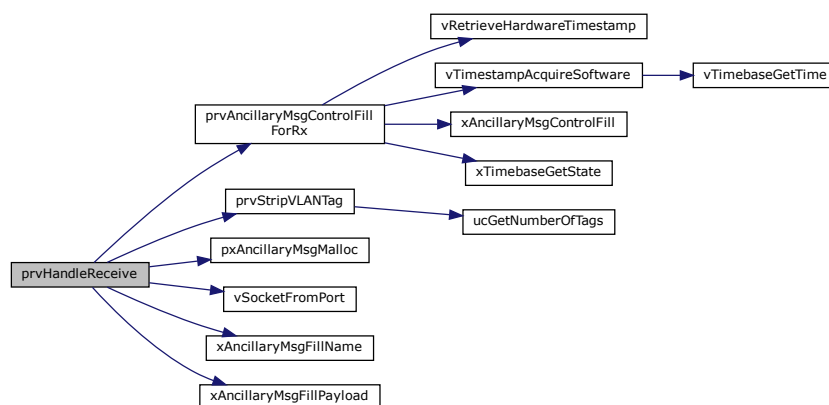 vRetrieveHardwareTimestamp
vTimestampAcquireSoftware
vTimebaseGetTime
prvAncillaryMsgControlFill
ForRx
xAncillaryMsgControlFill
xTimebaseGetState
prvStripVLANTag
ucGetNumberOfTags
pxAncillaryMsgMalloc
prvHandleReceive
vSocketFromPort
xAncillaryMsgFillName
xAncillaryMsgFillPayload